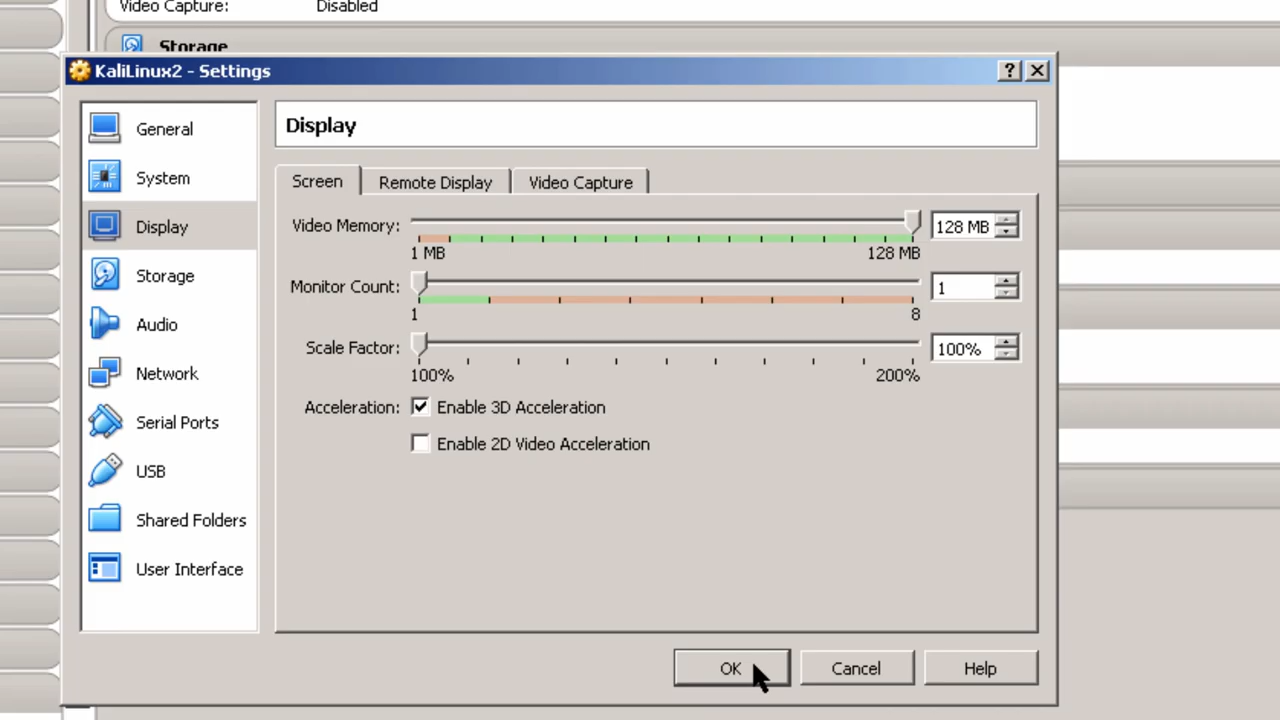 Video Capture: Disabled
Storage
KaliLinux2 - Settings
General
System
Display
Storage
Audio
Network
Serial Ports
USB
Shared Folders
User Interface
Display
Screen Remote Display Video Capture
Video Memory: 128 MB
1 MB 128 MB
Monitor Count: 1
1 8
Scale Factor: 100%
100% 200%
Acceleration: Enable 3D Acceleration
Enable 2D Video Acceleration
OK Cancel Help